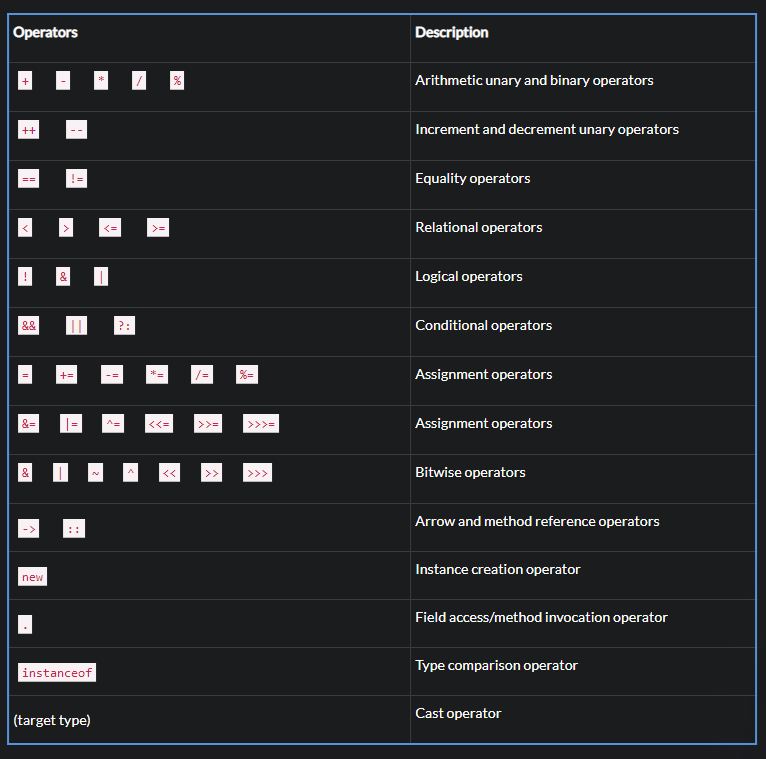 Operators Description
+ - * / % Arithmetic unary and binary operators
++ -- Increment and decrement unary operators
== != Equality operators
< > <= >= Relational operators
! & | Logical operators
&& || ?: Conditional operators
= += -= *= /= %= Assignment operators
&= |= ^= <<= >>= >>>= Assignment operators
& | ~ ^ << >> >>> Bitwise operators
-> :: Arrow and method reference operators
new Instance creation operator
. Field access/method invocation operator
instanceof Type comparison operator
(target type) Cast operator